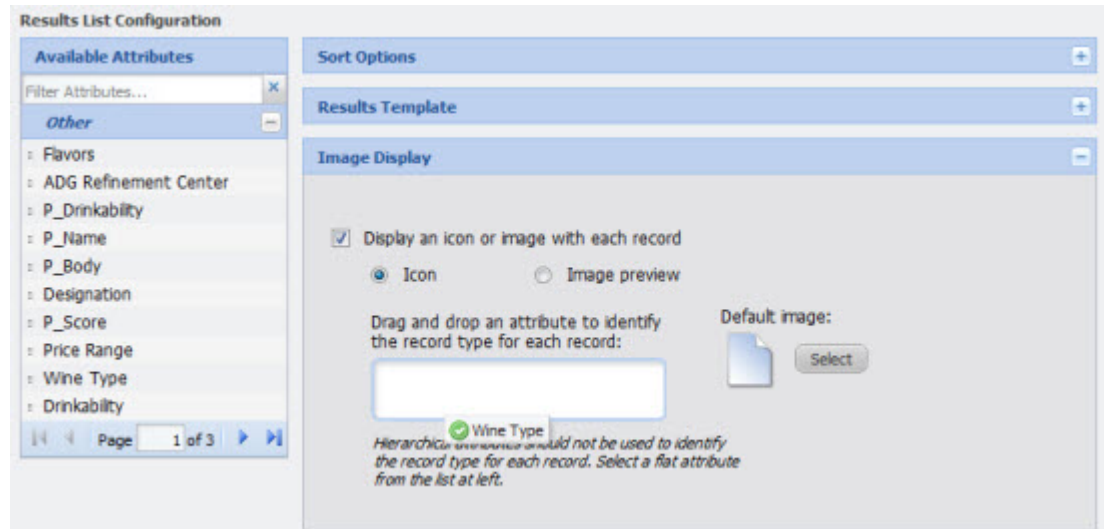 Results List Configuration
Available Attributes
Filter Attributes...
Other
Flavors
ADG Refinement Center
P_Drinkability
P_Name
P_Body
Designation
P_Score
Price Range
Wine Type
Drinkability
Page 1 of 3
Sort Options
Results Template
Image Display
Display an icon or image with each record
Icon
Image preview
Drag and drop an attribute to identify
the record type for each record:
Default image:
Select
Wine Type
Hierarchical attributes should not be used to identify
the record type for each record. Select a flat attribute
from the list at left.